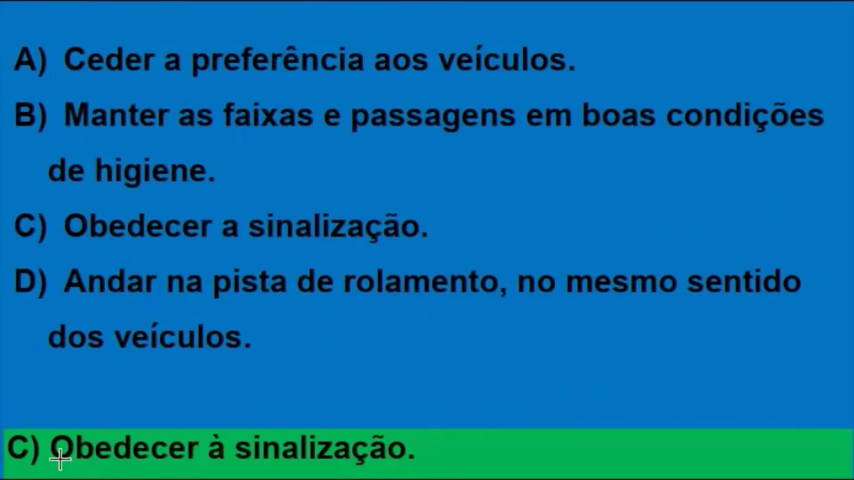 A) Ceder a preferência aos veículos.
B) Manter as faixas e passagens em boas condições
de higiene.
C) Obedecer a sinalização.
D) Andar na pista de rolamento, no mesmo sentido
dos veículos.
C) Obedecer à sinalização.